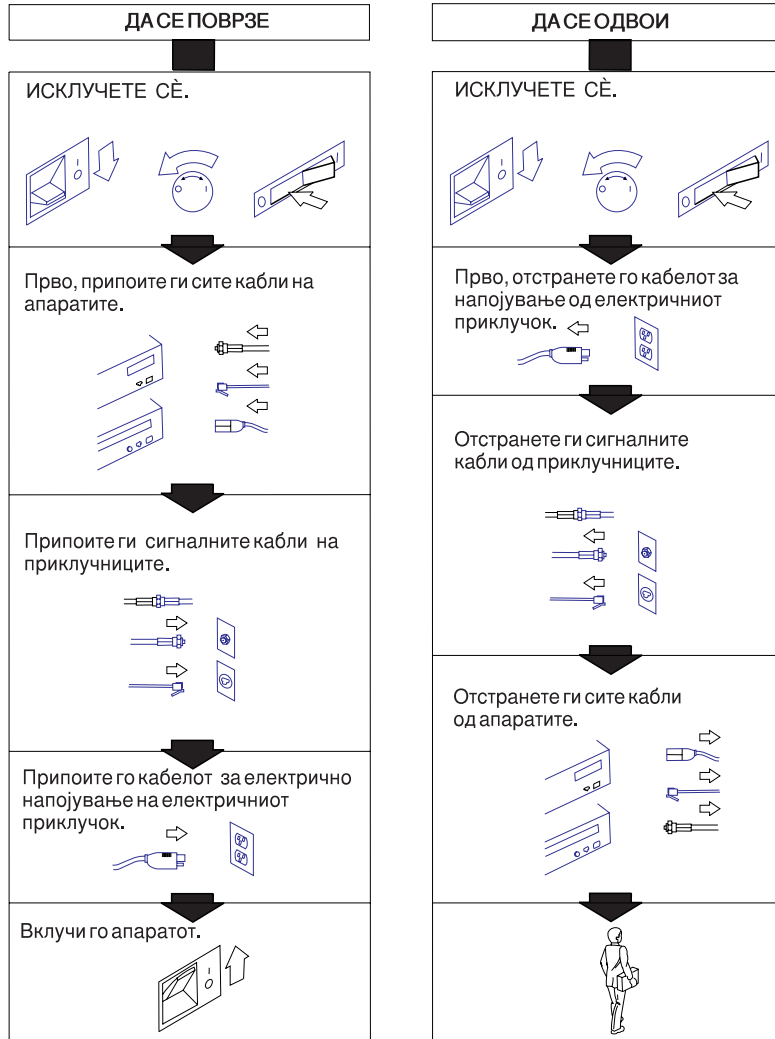 ДА СЕ ПОВРЗЕ
ИСКЛУЧЕТЕ СÈ.
Прво, припоите ги сите кабли на
апаратите.
Припоите ги сигналните кабли на
приклучниците.
Припоите го кабелот за електрично
напојување на електричниот
приклучок.
Вклучи го апаратот.
ДА СЕ ОДВОИ
ИСКЛУЧЕТЕ СÈ.
Прво, отстранете го кабелот за
напојување од електричниот
приклучок.
Отстранете ги сигналните
кабли од приклучниците.
Отстранете ги сите кабли
од апаратите.